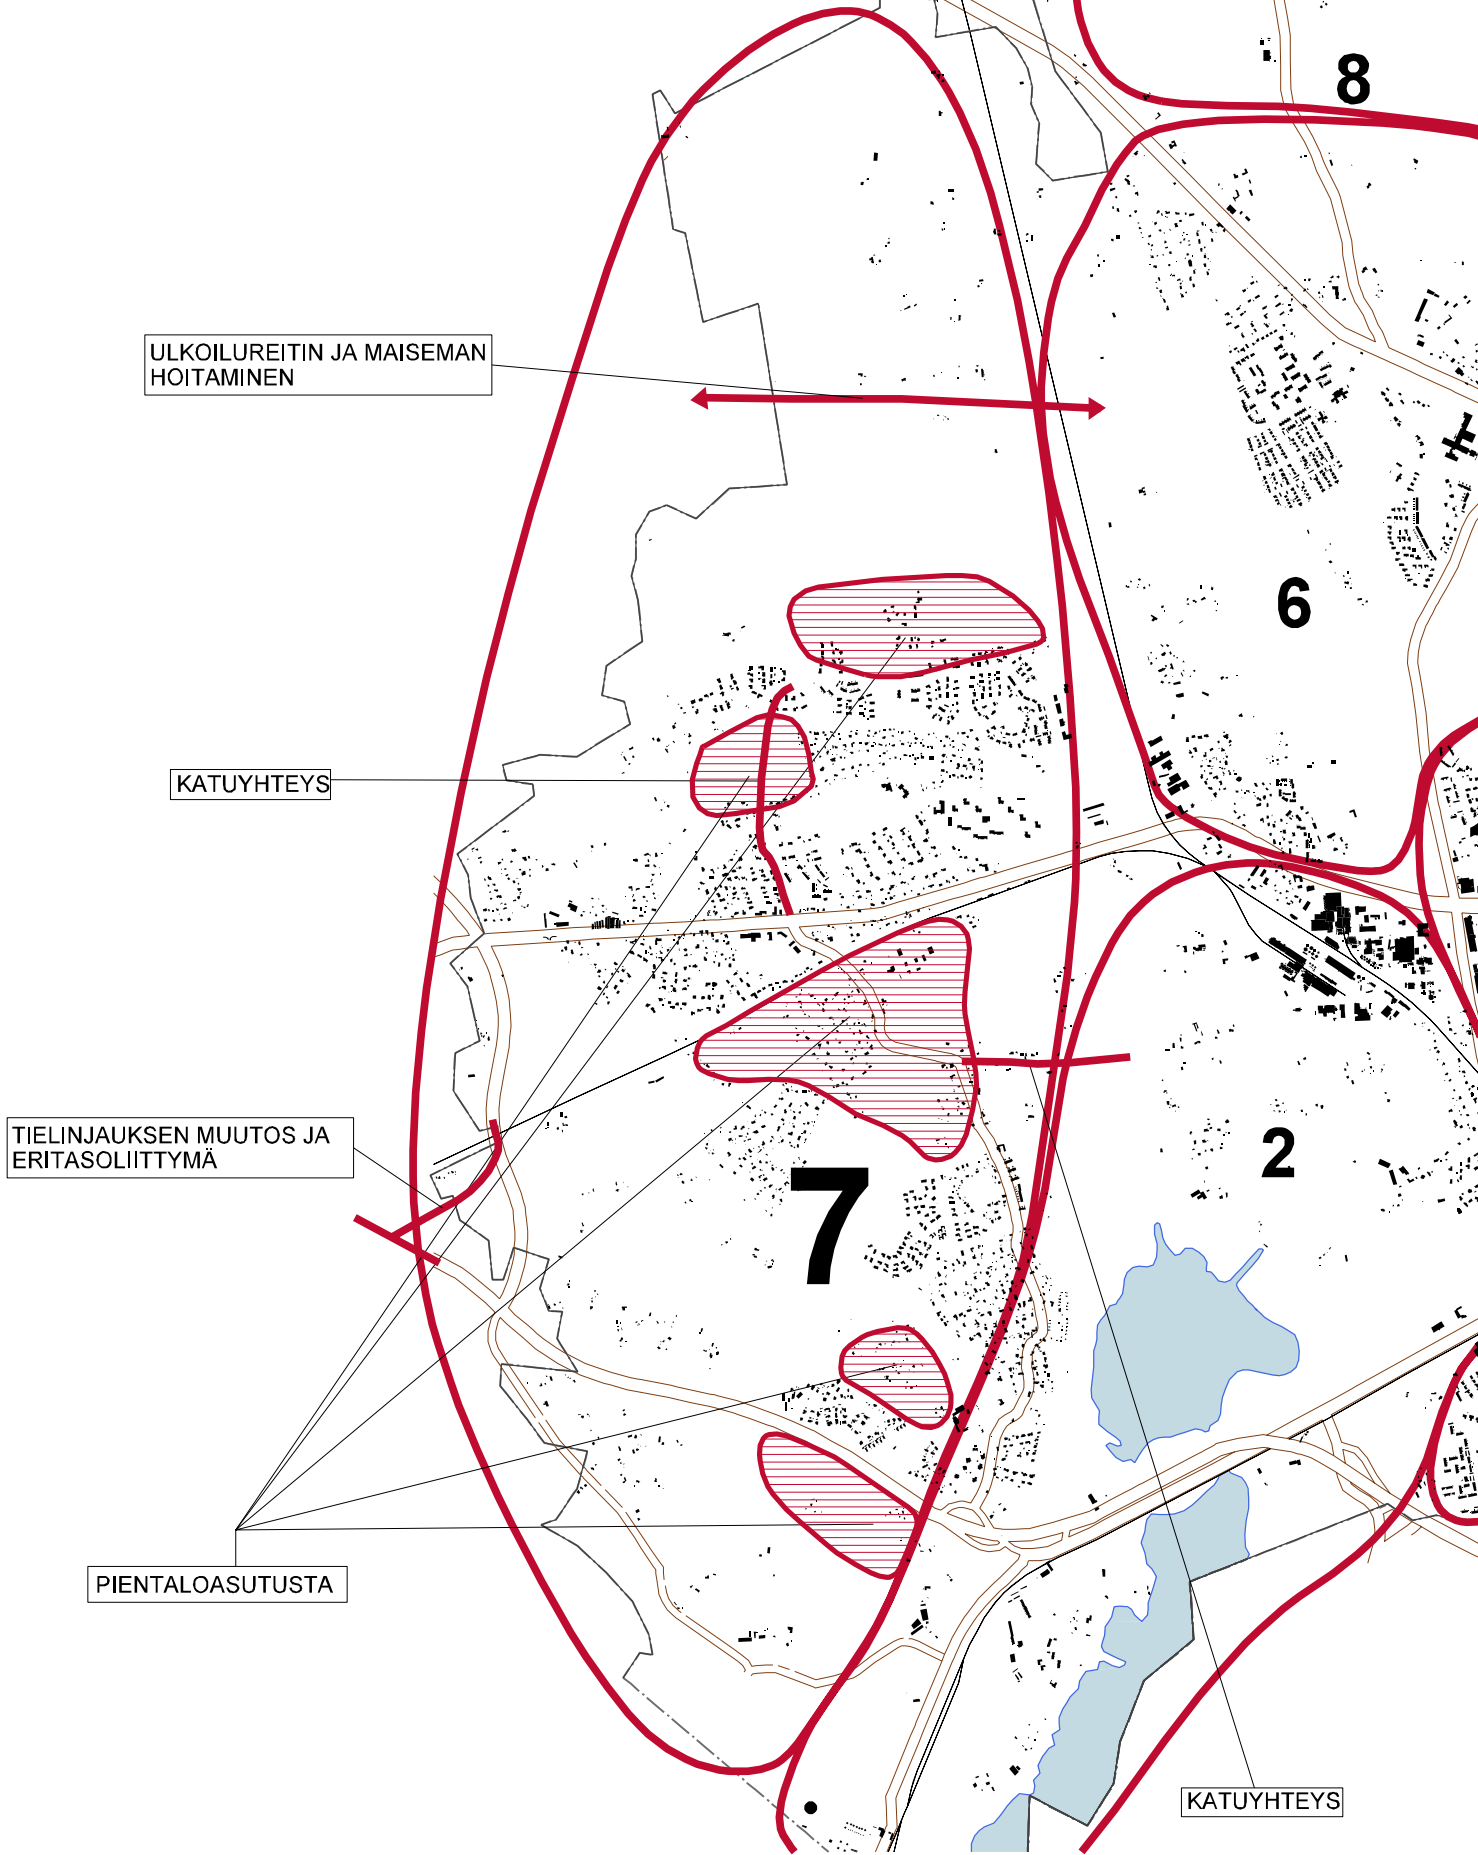 8
ULKOILUREITIN JA MAISEMAN
HOITAMINEN
6
KATUYHTEYS
TIELINJAUKSEN MUUTOS JA
ERITASOLIITTYMÄ
2
7
PIENTALOASUTUSTA
KATUYHTEYS